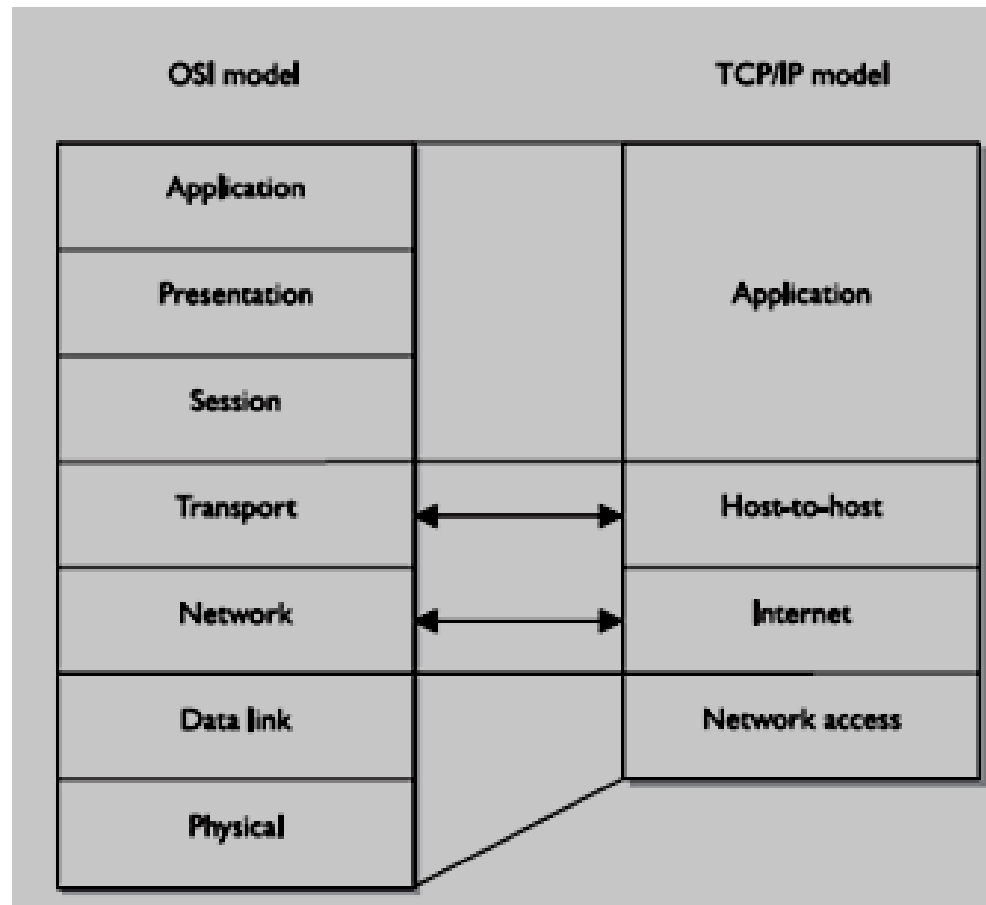 OSI model
TCP/IP model
Application
Presentation
Session
Transport
Network
Data link
Physical
Application
Host-to-host
Internet
Network access